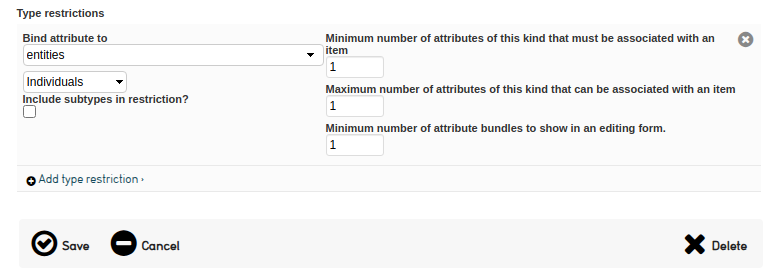 Type restrictions
Bind attribute to
entities
Individuals
Include subtypes in restriction?
Minimum number of attributes of this kind that must be associated with an
item
1
Maximum number of attributes of this kind that can be associated with an item
1
Minimum number of attribute bundles to show in an editing form.
1
Add type restriction ›
Save
Cancel
Delete